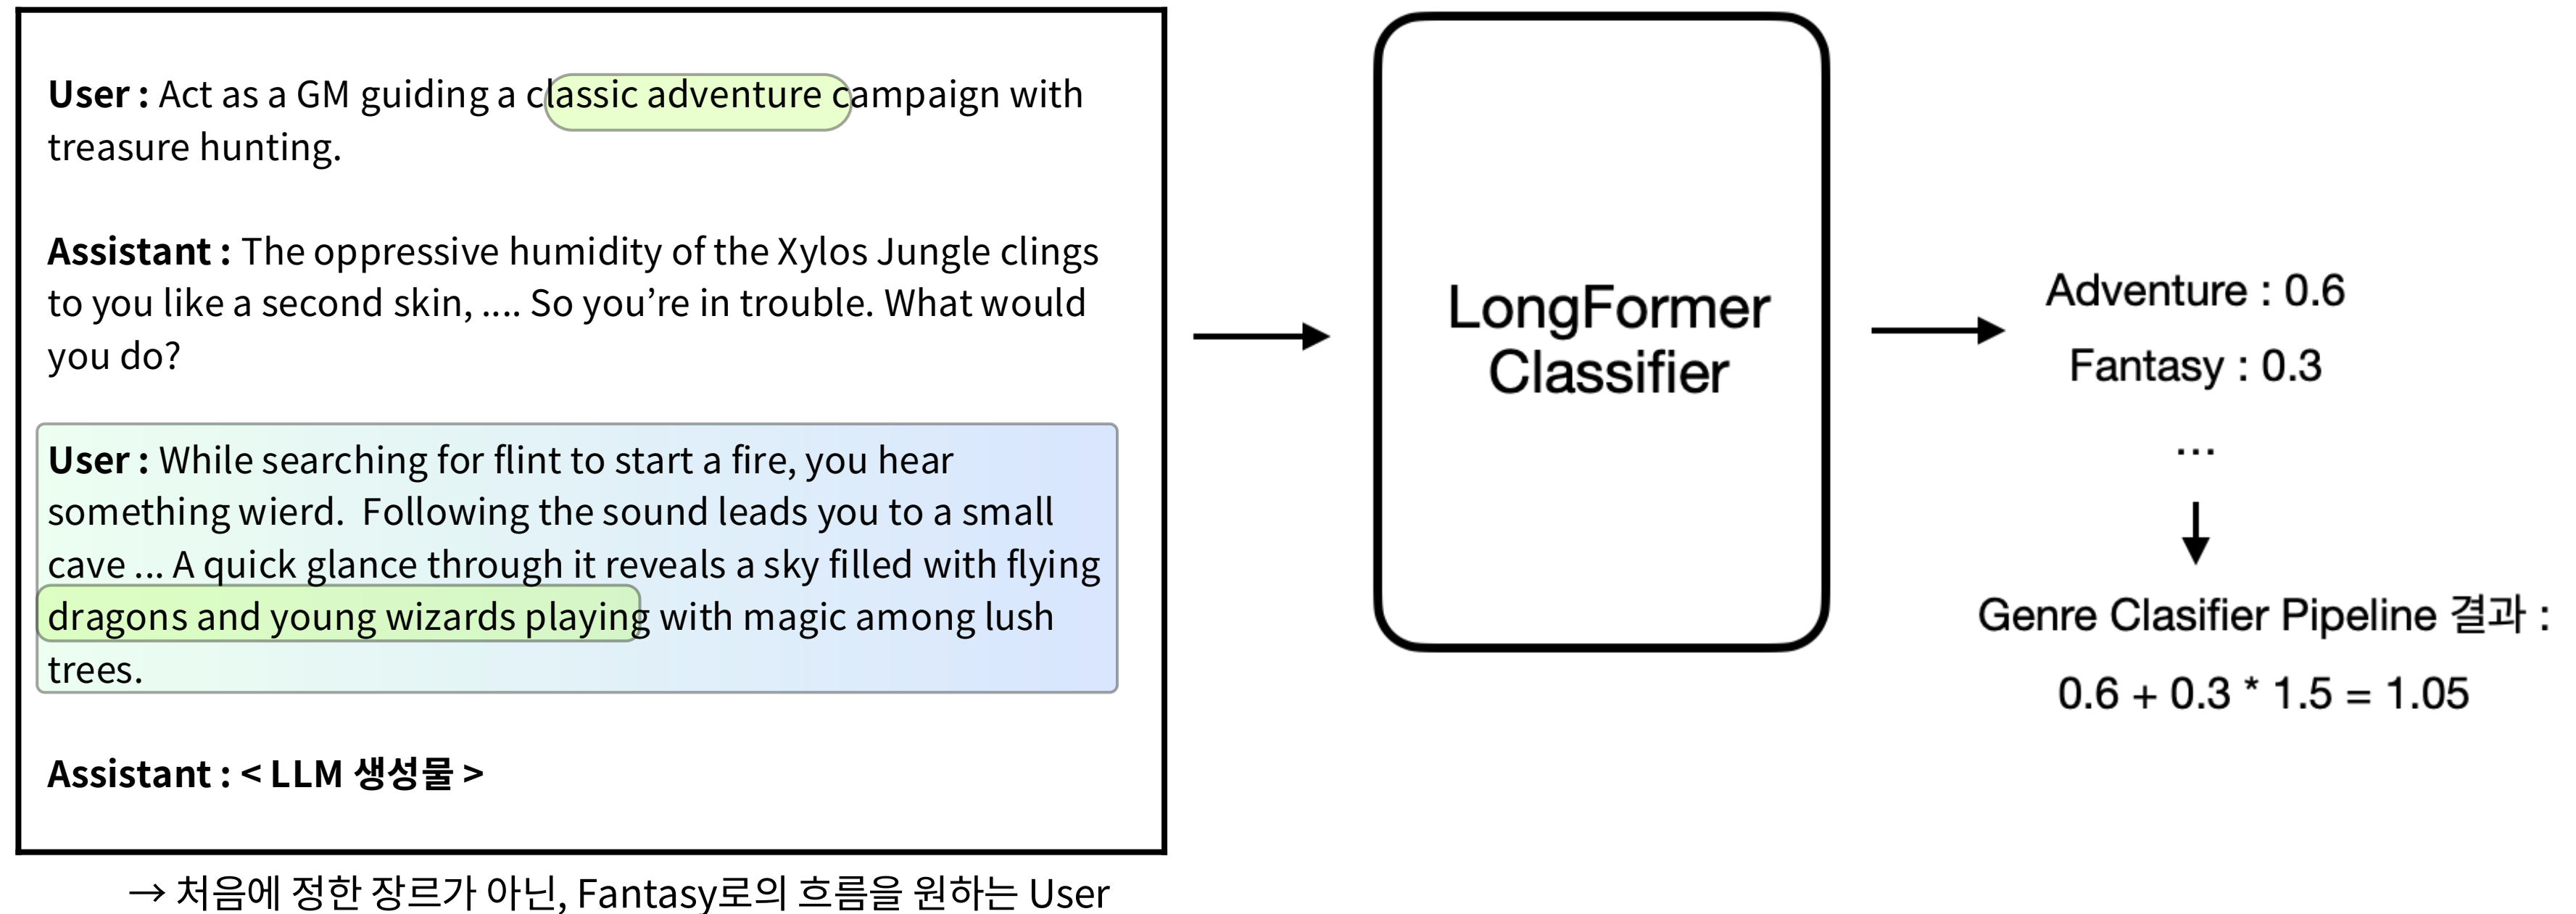 User : Act as a GM guiding a classic adventure campaign with
treasure hunting.
Assistant : The oppressive humidity of the Xylos Jungle clings
to you like a second skin, .... So you’re in trouble. What would
you do?
User : While searching for flint to start a fire, you hear
something wierd.  Following the sound leads you to a small
cave ... A quick glance through it reveals a sky filled with flying
dragons and young wizards playing with magic among lush
trees.
Assistant : < LLM 생성물 >
→ 처음에 정한 장르가 아닌, Fantasy로의 흐름을 원하는 User
LongFormer
Classifier
Adventure : 0.6
Fantasy : 0.3
...
Genre Clasifier Pipeline 결과 :
0.6 + 0.3 * 1.5 = 1.05